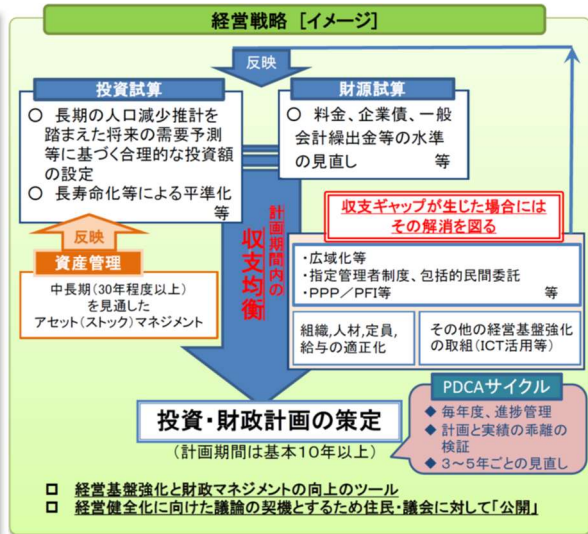 経営戦略 [イメージ]
反映
投資試算
○ 長期の人口減少推計を
踏まえた将来の需要予測
等に基づく合理的な投資額
の設定
○ 長寿命化等による平準化
等
財源試算
○ 料金、企業債、一般
会計繰出金等の水準
の見直し 等
反映
資産管理
中長期(30年程度以上)
を見通した
アセット(ストック)マネジメント
計画期間内の
収支均衡
収支ギャップが生じた場合には
その解消を図る
・広域化等
・指定管理者制度、包括的民間委託
・PPP/PFI等 等
組織,人材,定員,
給与の適正化
その他の経営基盤強化
の取組(ICT活用等)
投資・財政計画の策定
(計画期間は基本10年以上)
PDCAサイクル
◆ 毎年度、進捗管理
◆ 計画と実績の乖離の
検証
◆ 3~5年ごとの見直し
□ 経営基盤強化と財政マネジメントの向上のツール
□ 経営健全化に向けた議論の契機とするため住民・議会に対して「公開」